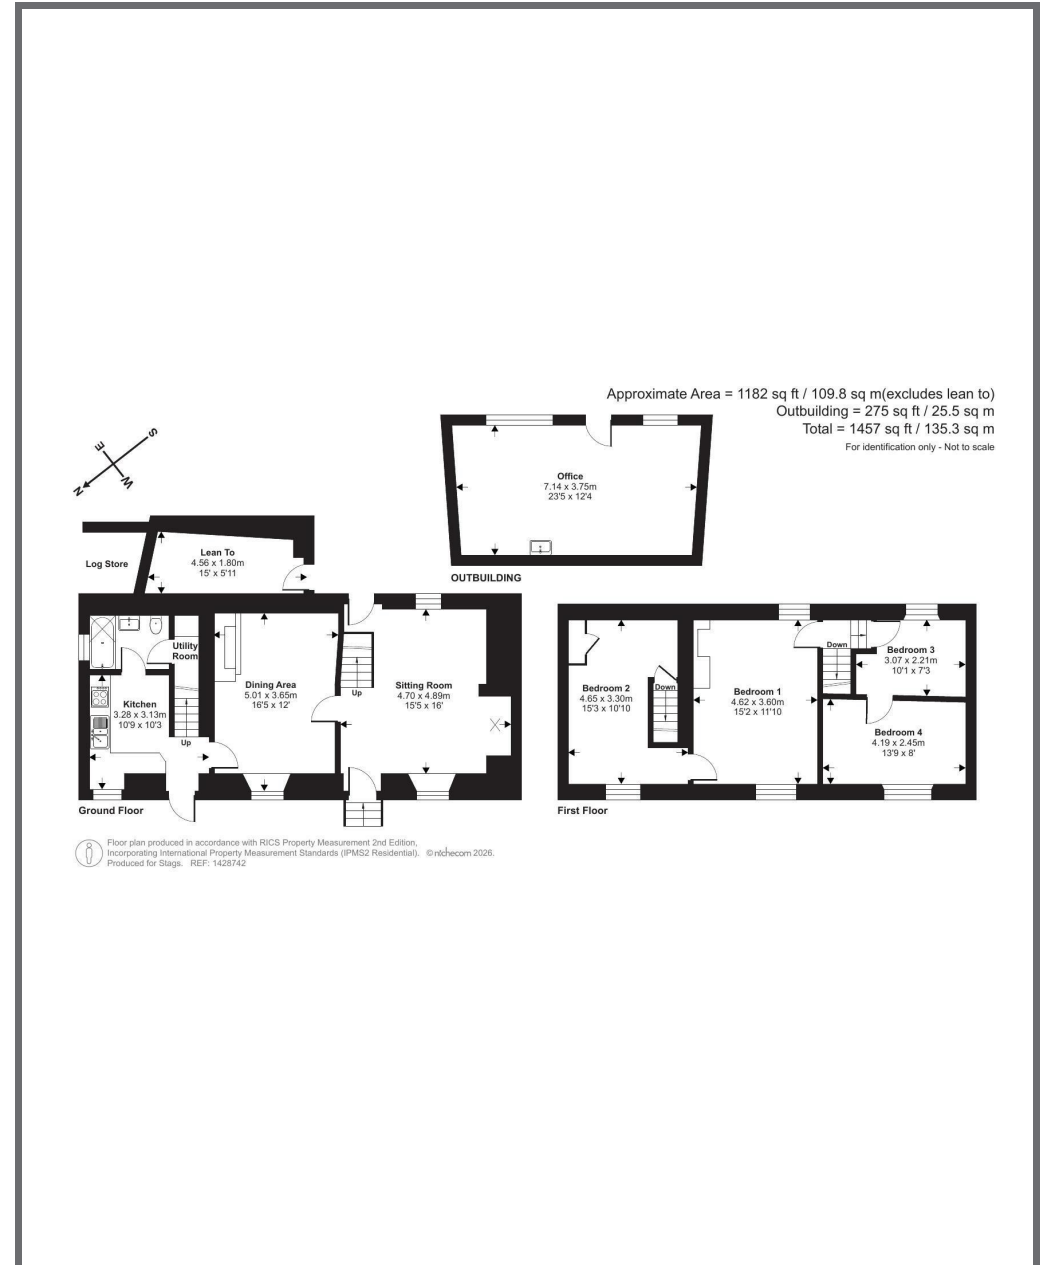 Approximate Area = 1182 sq ft / 109.8 sq m(excludes lean to)
Outbuilding = 275 sq ft / 25.5 sq m
Total = 1457 sq ft / 135.3 sq m
For identification only - Not to scale
S
E
W
N
Office
7.14 x 3.75m
23'5 x 12'4
OUTBUILDING
Log Store
Lean To
4.56 x 1.80m
15' x 5'11
Utility
Room
Kitchen
3.28 x 3.13m
10'9 x 10'3
Up
Dining Area
5.01 x 3.65m
16'5 x 12'
Up
Sitting Room
4.70 x 4.89m
15'5 x 16'
Ground Floor
Bedroom 2
4.65 x 3.30m
15'3 x 10'10
Down
Bedroom 1
4.62 x 3.60m
15'2 x 11'10
Down
Bedroom 3
3.07 x 2.21m
10'1 x 7'3
Bedroom 4
4.19 x 2.45m
13'9 x 8'
First Floor
Floor plan produced in accordance with RICS Property Measurement 2nd Edition,
Incorporating International Property Measurement Standards (IPMS2 Residential). © nichecom 2026.
Produced for Stags. REF: 1428742